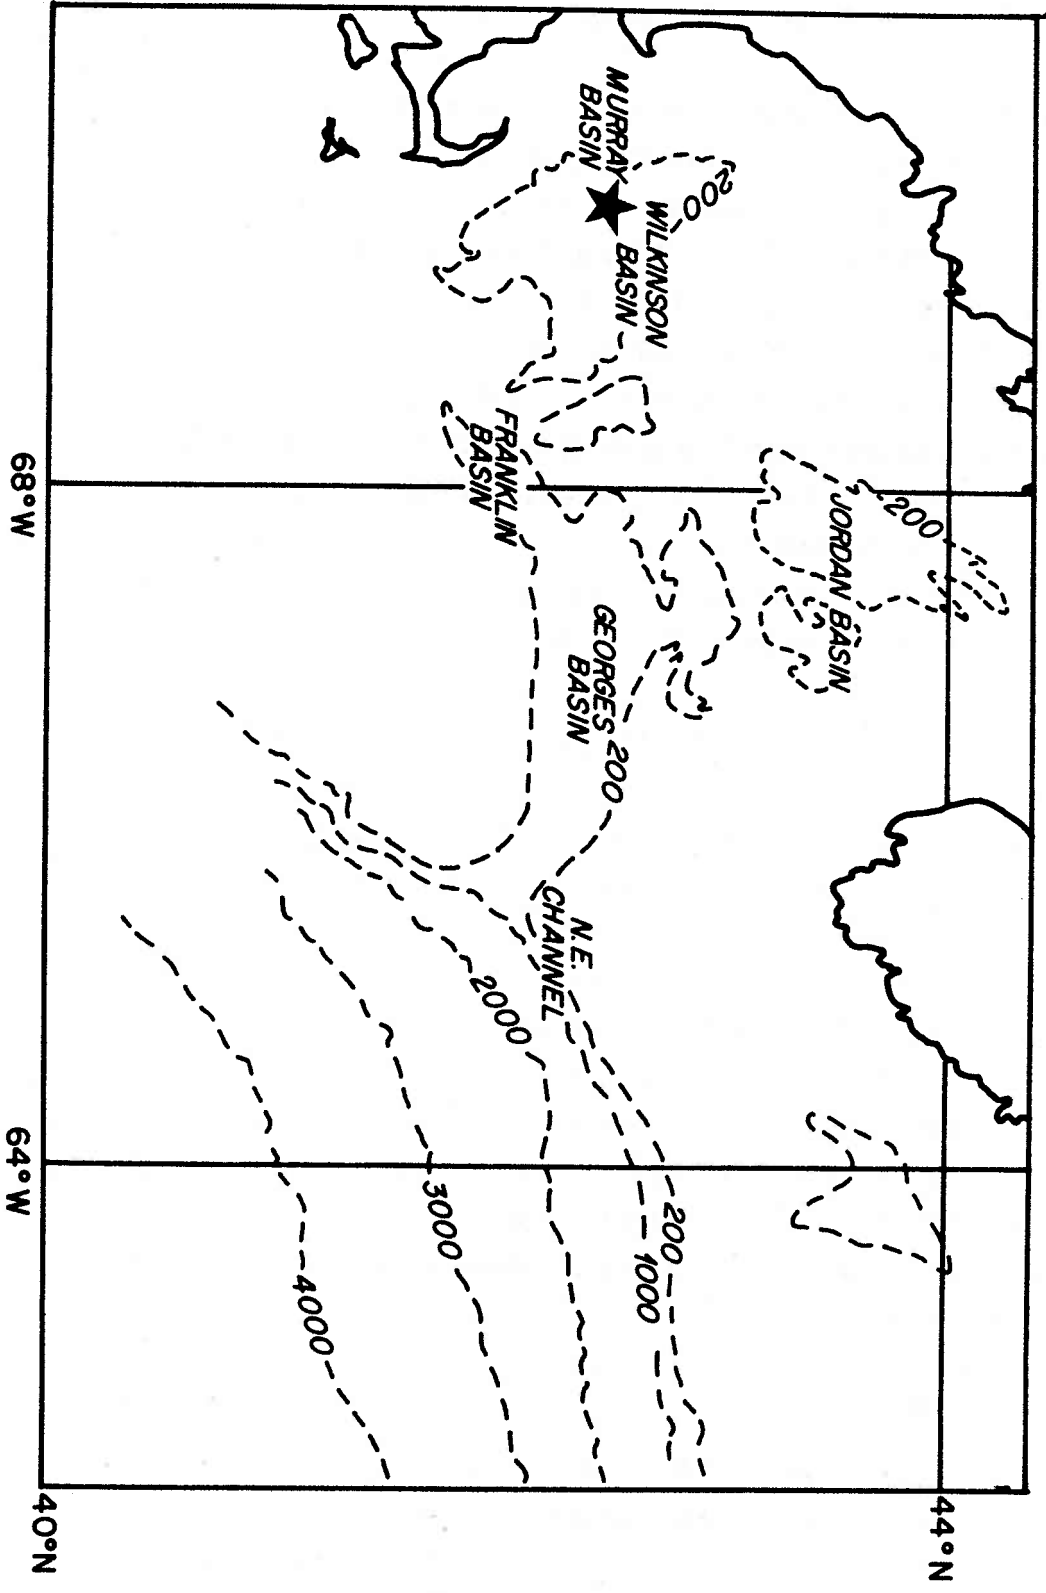 44°N
200
JORDAN BASIN
200
WILKINSON
BASIN
MURRAY
BASIN
GEORGES
BASIN
200
N.E.
CHANNEL
FRANKLIN
BASIN
200
1000
2000
3000
4000
40°N
68°W
64°W